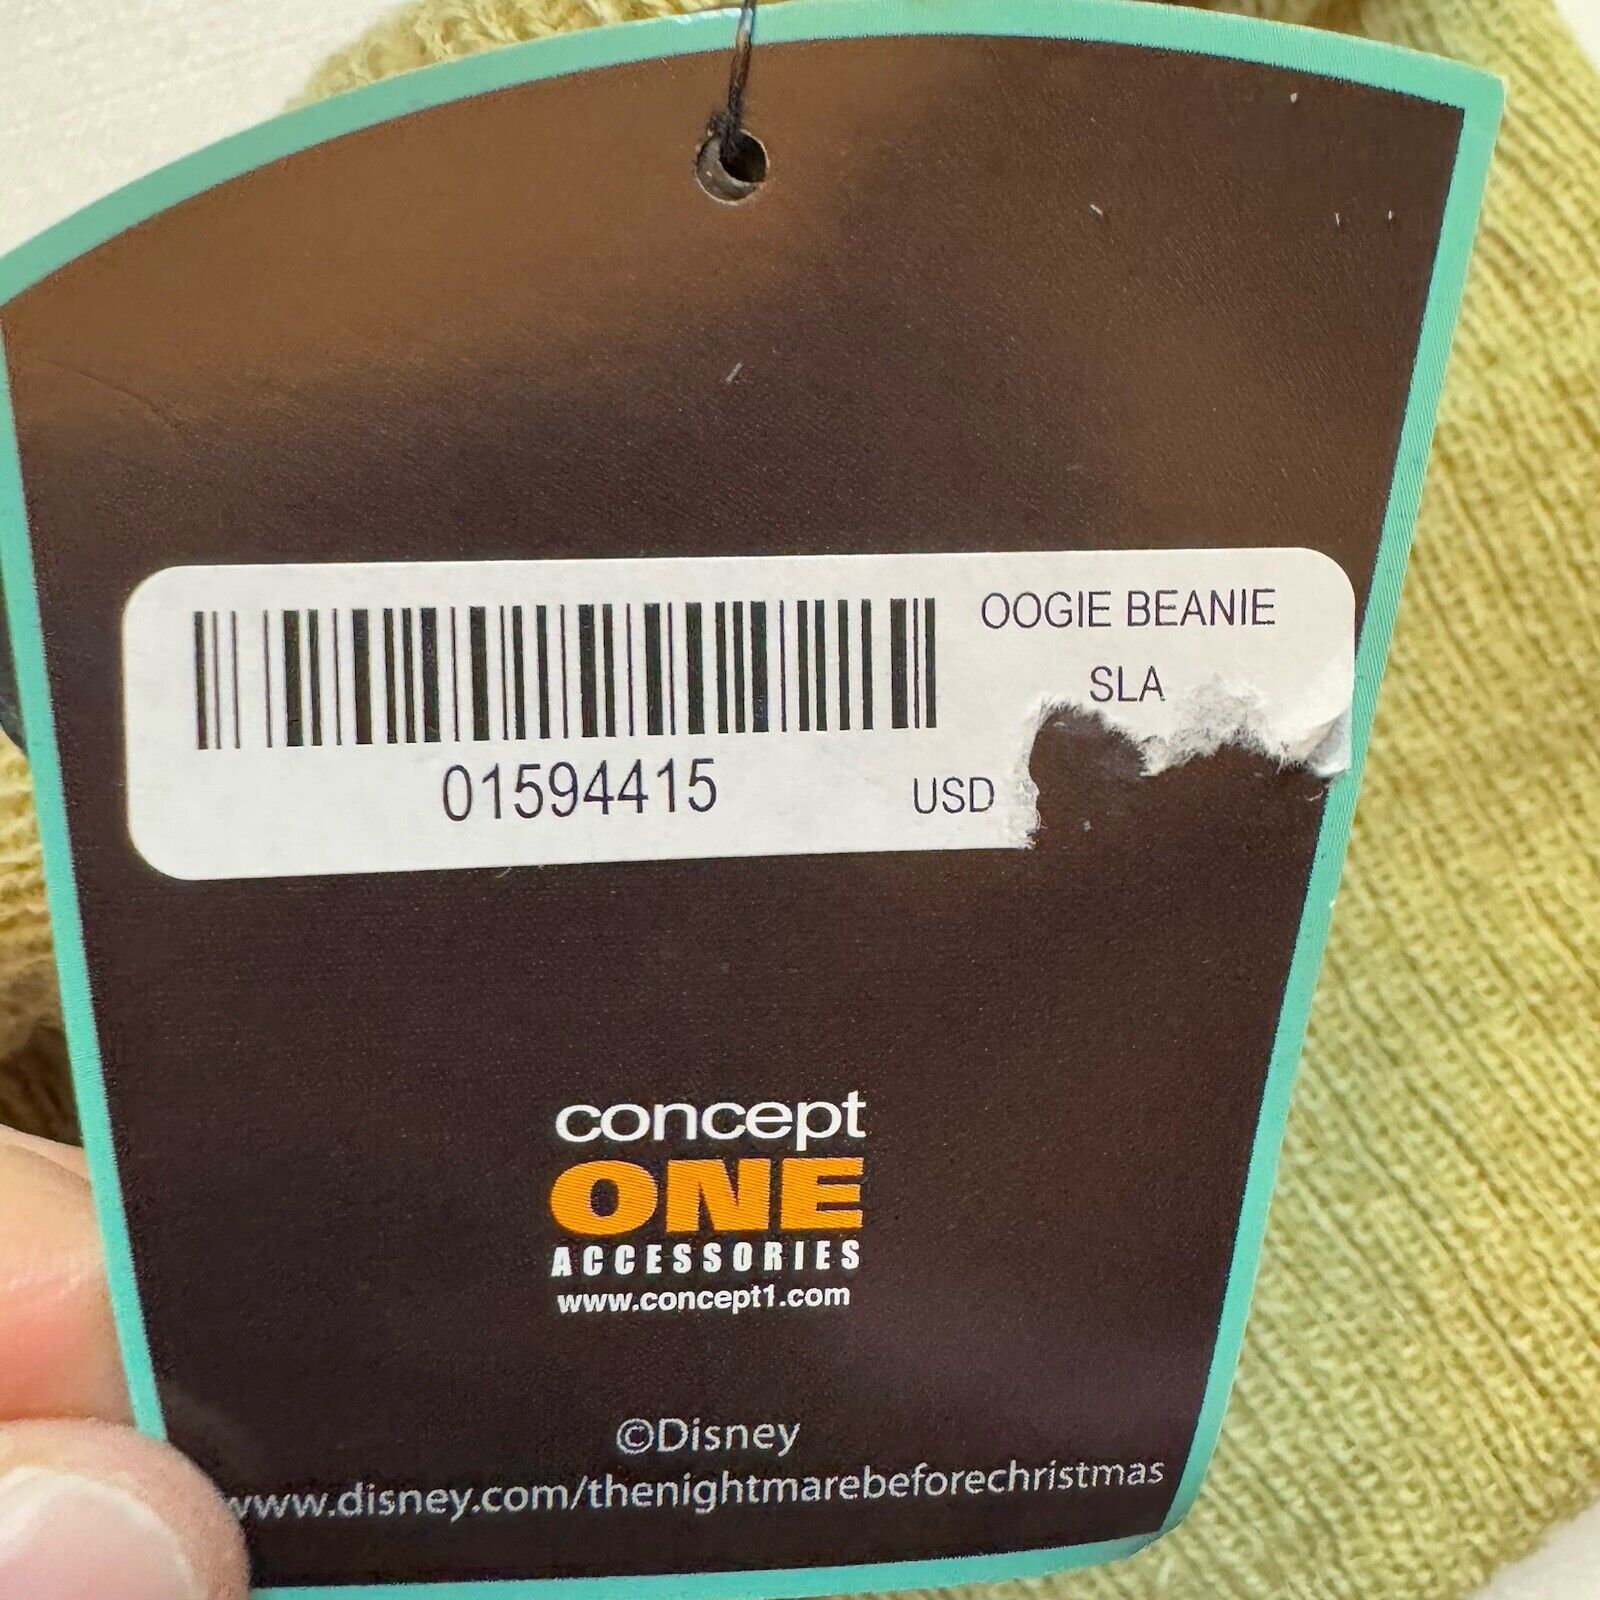 OOGIE BEANIE
SLA
01594415
USD
concept
ONE
ACCESSORIES
www.concept1.com
©Disney
www.disney.com/thenightmarebeforechristmas